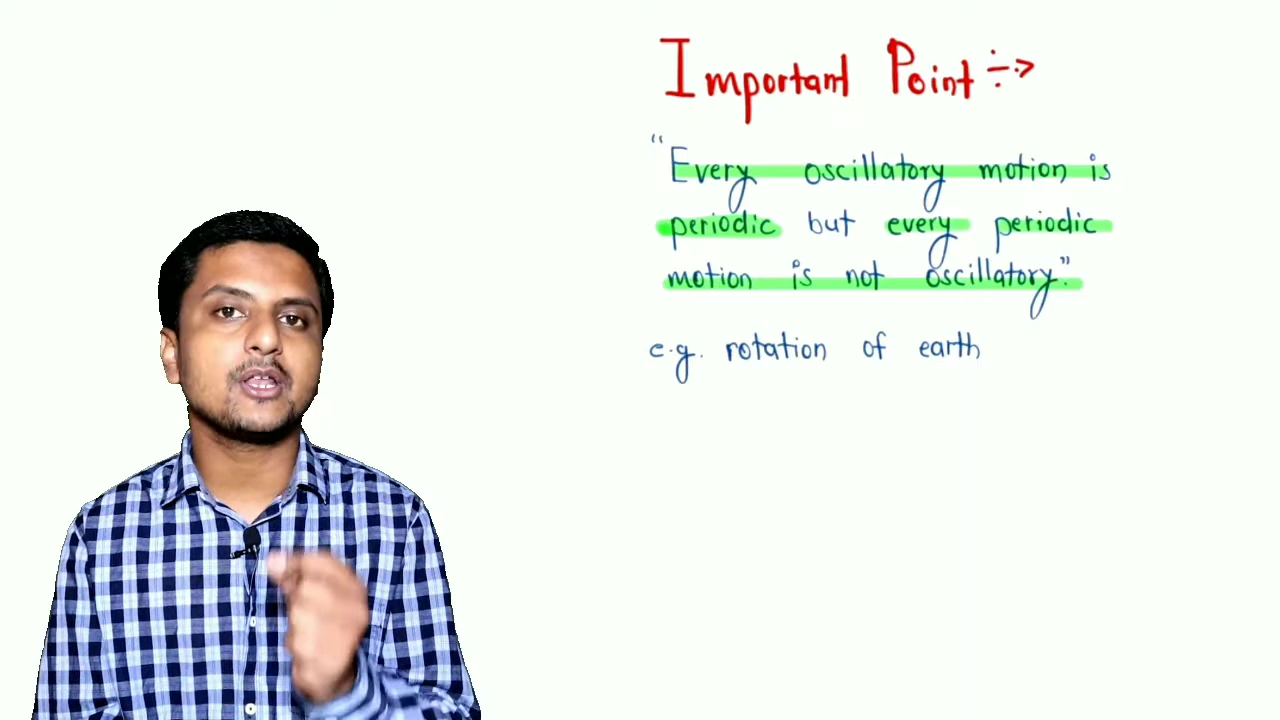 Important Point ÷>
"Every oscillatory motion is
periodic but every periodic
motion is not oscillatory."
e.g. rotation of earth